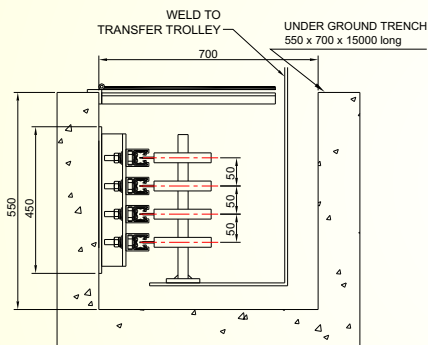 WELD TO
TRANSFER TROLLEY
UNDER GROUND TRENCH
550 x 700 x 15000 long
700
550
450
50
50
50